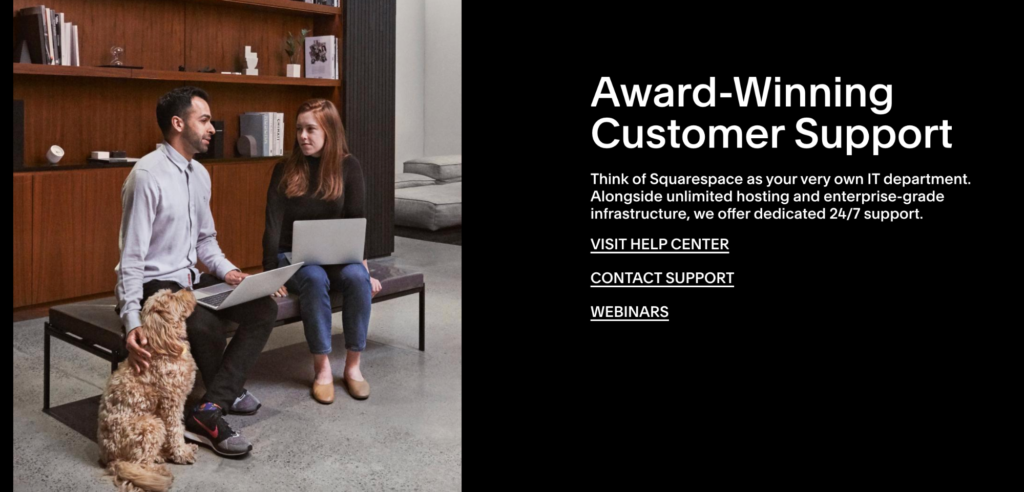 Award-Winning
Customer Support
Think of Squarespace as your very own IT department.
Alongside unlimited hosting and enterprise-grade
infrastructure, we offer dedicated 24/7 support.
VISIT HELP CENTER
CONTACT SUPPORT
WEBINARS